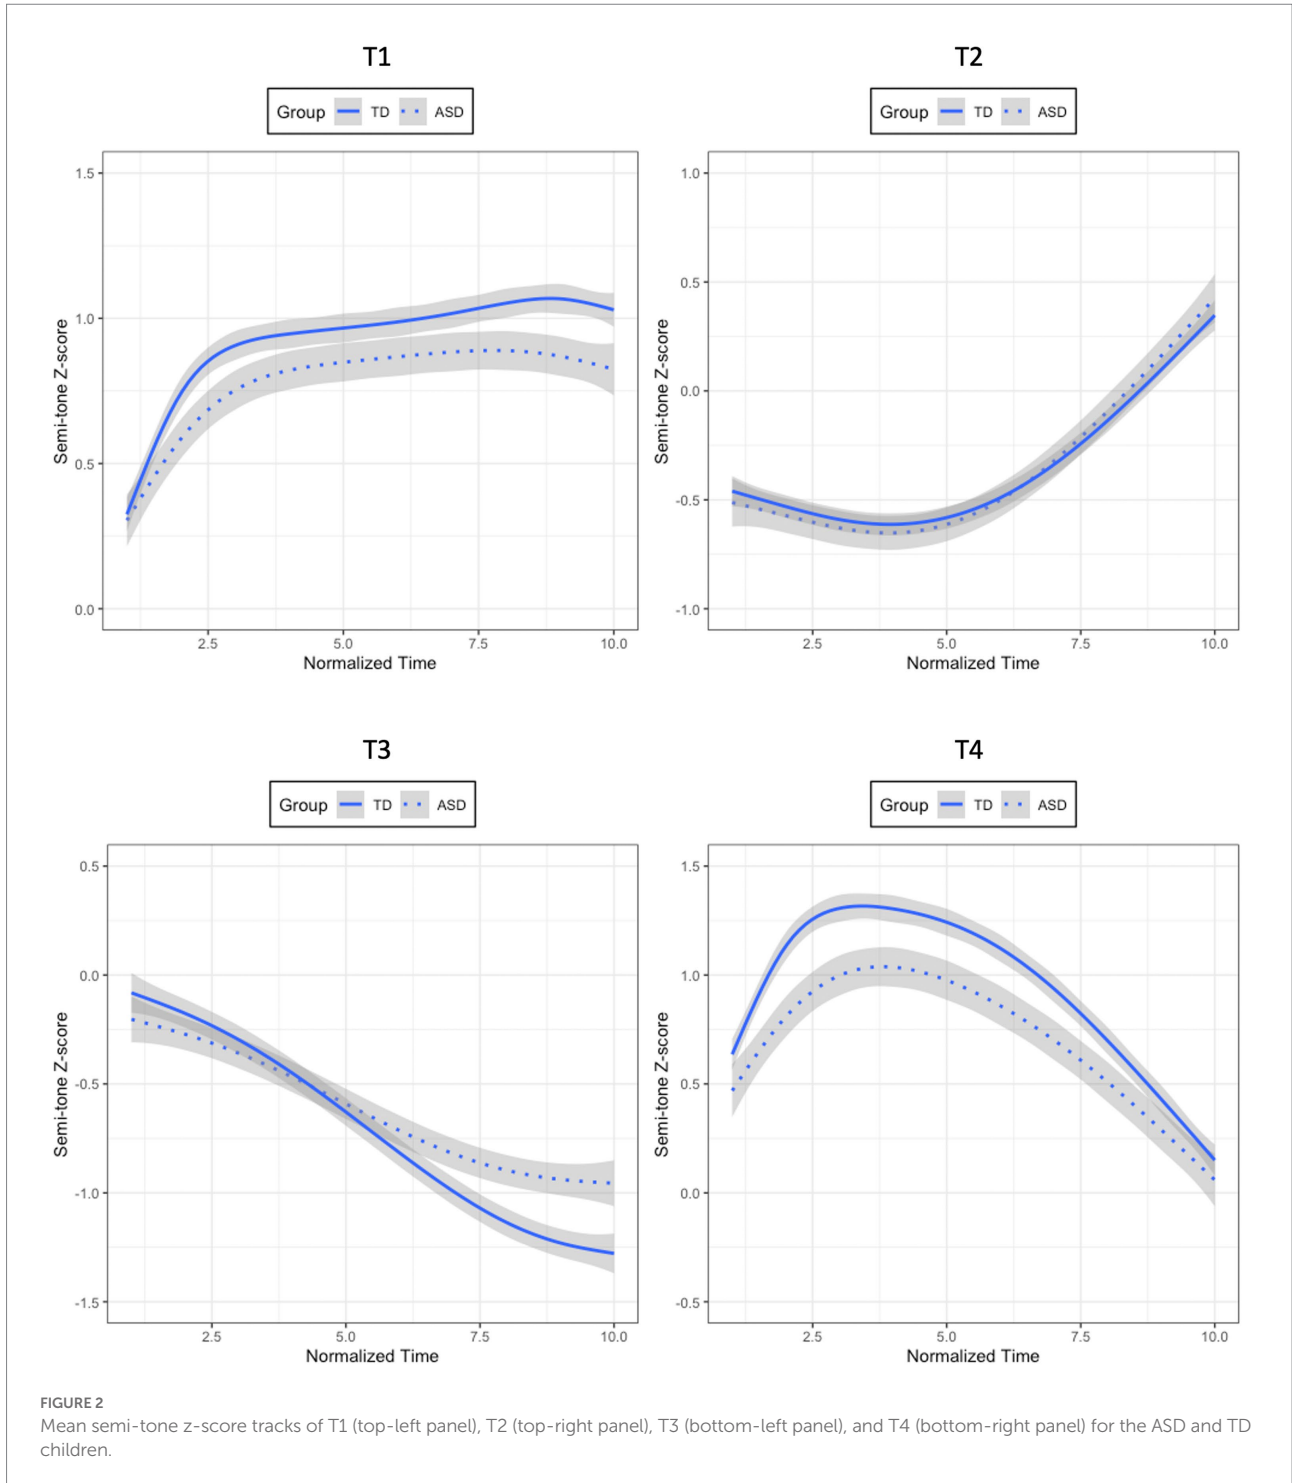 T1
Group TD ASD
1.5
1.0
0.5
0.0
Semi-tone Z-score
2.5 5.0 7.5 10.0
Normalized Time
T2
Group TD ASD
1.0
0.5
0.0
-0.5
-1.0
Semi-tone Z-score
2.5 5.0 7.5 10.0
Normalized Time
T3
Group TD ASD
0.5
0.0
-0.5
-1.0
-1.5
Semi-tone Z-score
2.5 5.0 7.5 10.0
Normalized Time
T4
Group TD ASD
1.5
1.0
0.5
0.0
-0.5
Semi-tone Z-score
2.5 5.0 7.5 10.0
Normalized Time
FIGURE 2
Mean semi-tone z-score tracks of T1 (top-left panel), T2 (top-right panel), T3 (bottom-left panel), and T4 (bottom-right panel) for the ASD and TD
children.